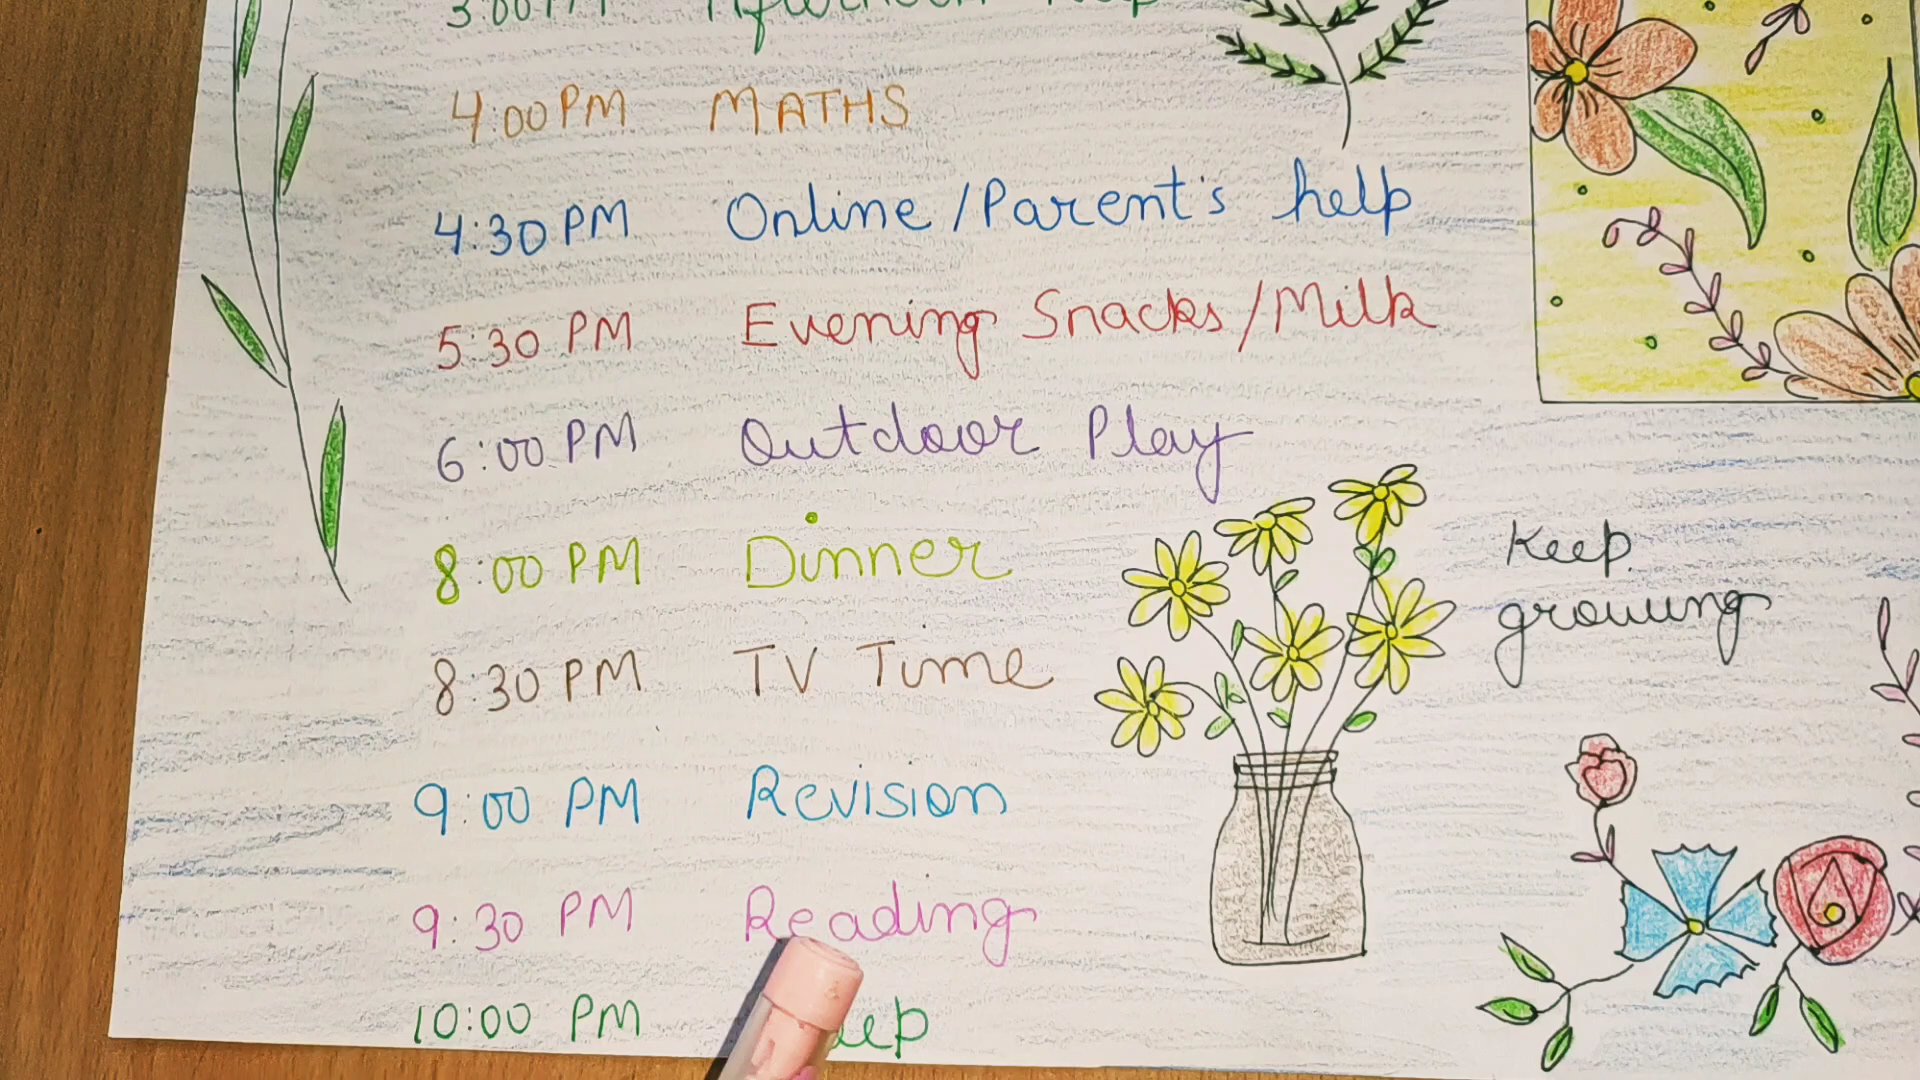 4:00 PM MATHS
4:30 PM Online/Parent's help
5:30 PM Evening Snacks/Milk
6:00 PM Outdoor Play
8:00 PM Dinner
8:30 PM TV Time
9:00 PM Revision
9:30 PM Reading
10:00 PM
Keep
growing